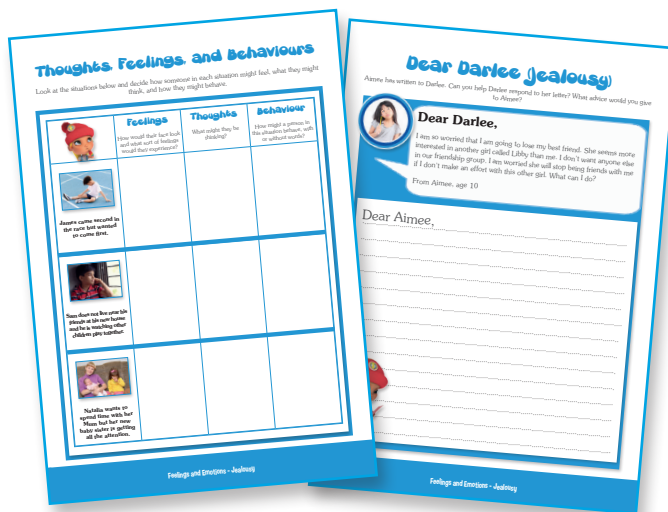 Thoughts, Feelings, and Behaviours
Look at the situations below and decide how someone in each situation might feel, what they might
think, and how they might behave.
Feelings
How would their face look
and what sort of feelings
would they experience?
Thoughts
What might they be
thinking?
Behaviour
How might a person in
this situation behave, with
or without words?
James came second in
the race but wanted
to come first.
Sam does not live near his
friends at his new house
and he is watching other
children play together.
Natalia wants to
spend time with her
Mum but her new
baby sister is getting
all the attention.
Feelings and Emotions - Jealousy
Dear Darlee (Jealousy)
Aimee has written to Darlee. Can you help Darlee respond to her letter? What advice would you give
to Aimee?
Dear Darlee,
I am so worried that I am going to lose my best friend. She seems more
interested in another girl called Libby than me. I don't want anyone else
in our friendship group. I am worried she will stop being friends with me
if I don't make an effort with this other girl. What can I do?
From Aimee, age 10
Dear Aimee,
Feelings and Emotions - Jealousy